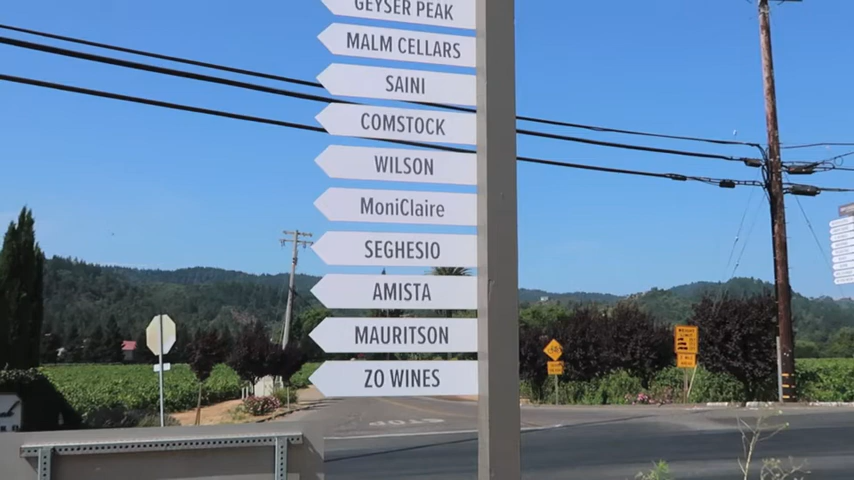 GEYSER PEAK
MALM CELLARS
SAINI
COMSTOCK
WILSON
MoniClaire
SEGHESIO
AMISTA
MAURITSON
ZO WINES
STOP